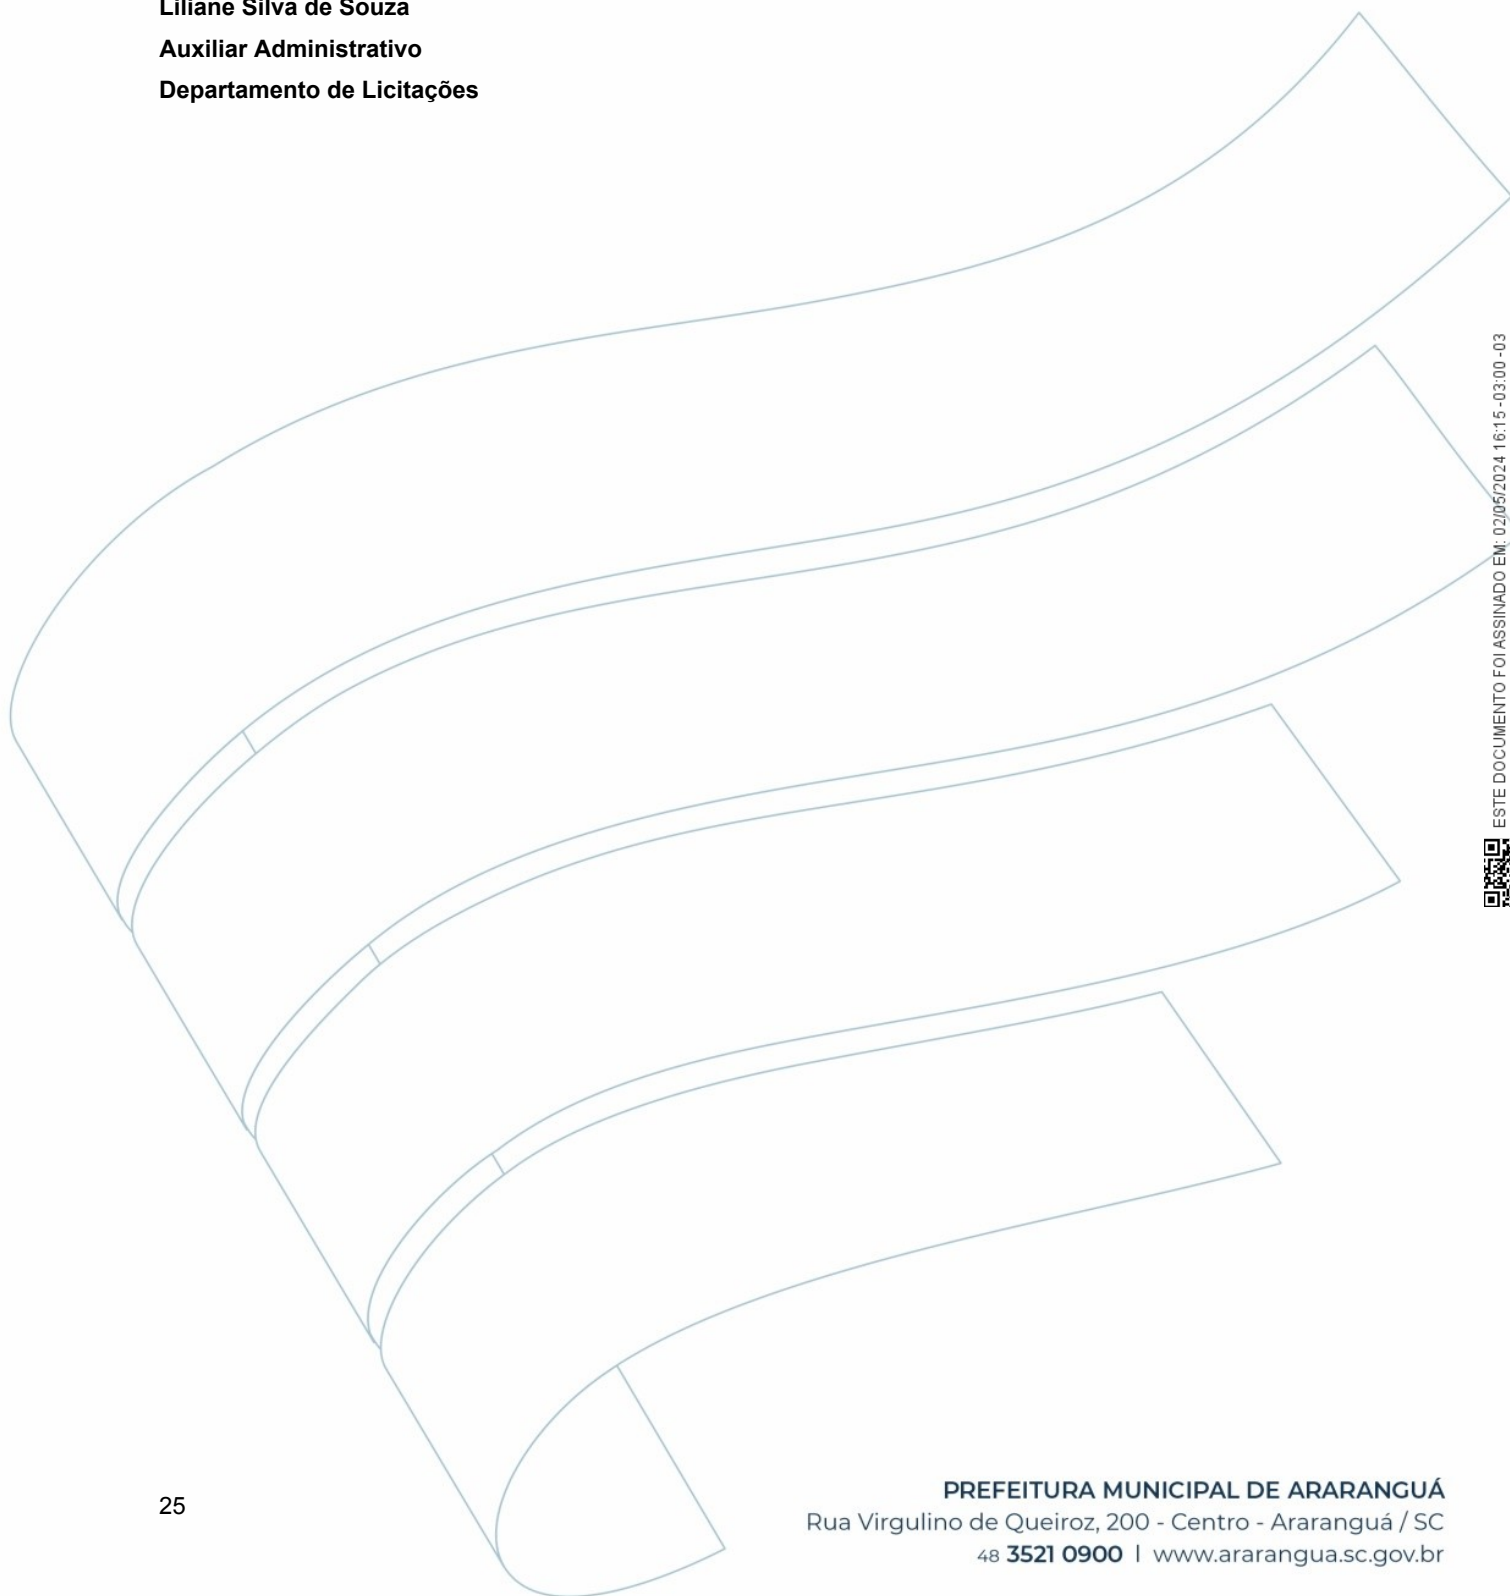 Liliane Silva de Souza
Auxiliar Administrativo
Departamento de Licitações
ESTE DOCUMENTO FOI ASSINADO EM: 02/05/2024 16:15 -03:00 -03
25
PREFEITURA MUNICIPAL DE ARARANGUÁ
Rua Virgulino de Queiroz, 200 - Centro - Araranguá / SC
48 3521 0900 | www.ararangua.sc.gov.br